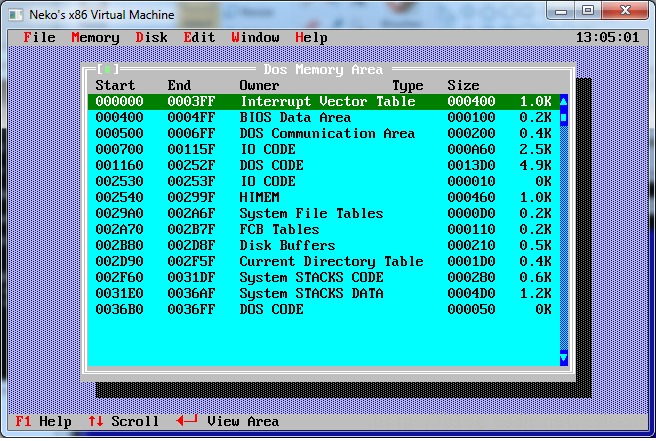 Neko's x86 Virtual Machine
File Memory Disk Edit Window Help 13:05:01
Dos Memory Area
Start End Owner Type Size
000000 0003FF Interrupt Vector Table 000400 1.0K
000400 0004FF BIOS Data Area 000100 0.2K
000500 0006FF DOS Communication Area 000200 0.4K
000700 00115F IO CODE 000A60 2.5K
001160 00252F DOS CODE 0013D0 4.9K
002530 00253F IO CODE 000010 0K
002540 00299F HIMEM 000460 1.0K
0029A0 002A6F System File Tables 0000D0 0.2K
002A70 002B7F FCB Tables 000110 0.2K
002B80 002D8F Disk Buffers 000210 0.5K
002D90 002F5F Current Directory Table 0001D0 0.4K
002F60 0031DF System STACKS CODE 000280 0.6K
0031E0 0036AF System STACKS DATA 0004D0 1.2K
0036B0 0036FF DOS CODE 000050 0K
F1 Help ↑↓ Scroll ↵ View Area